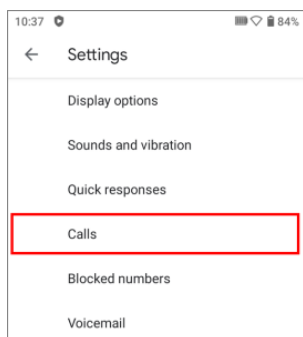 10:37 84%
Settings
Display options
Sounds and vibration
Quick responses
Calls
Blocked numbers
Voicemail